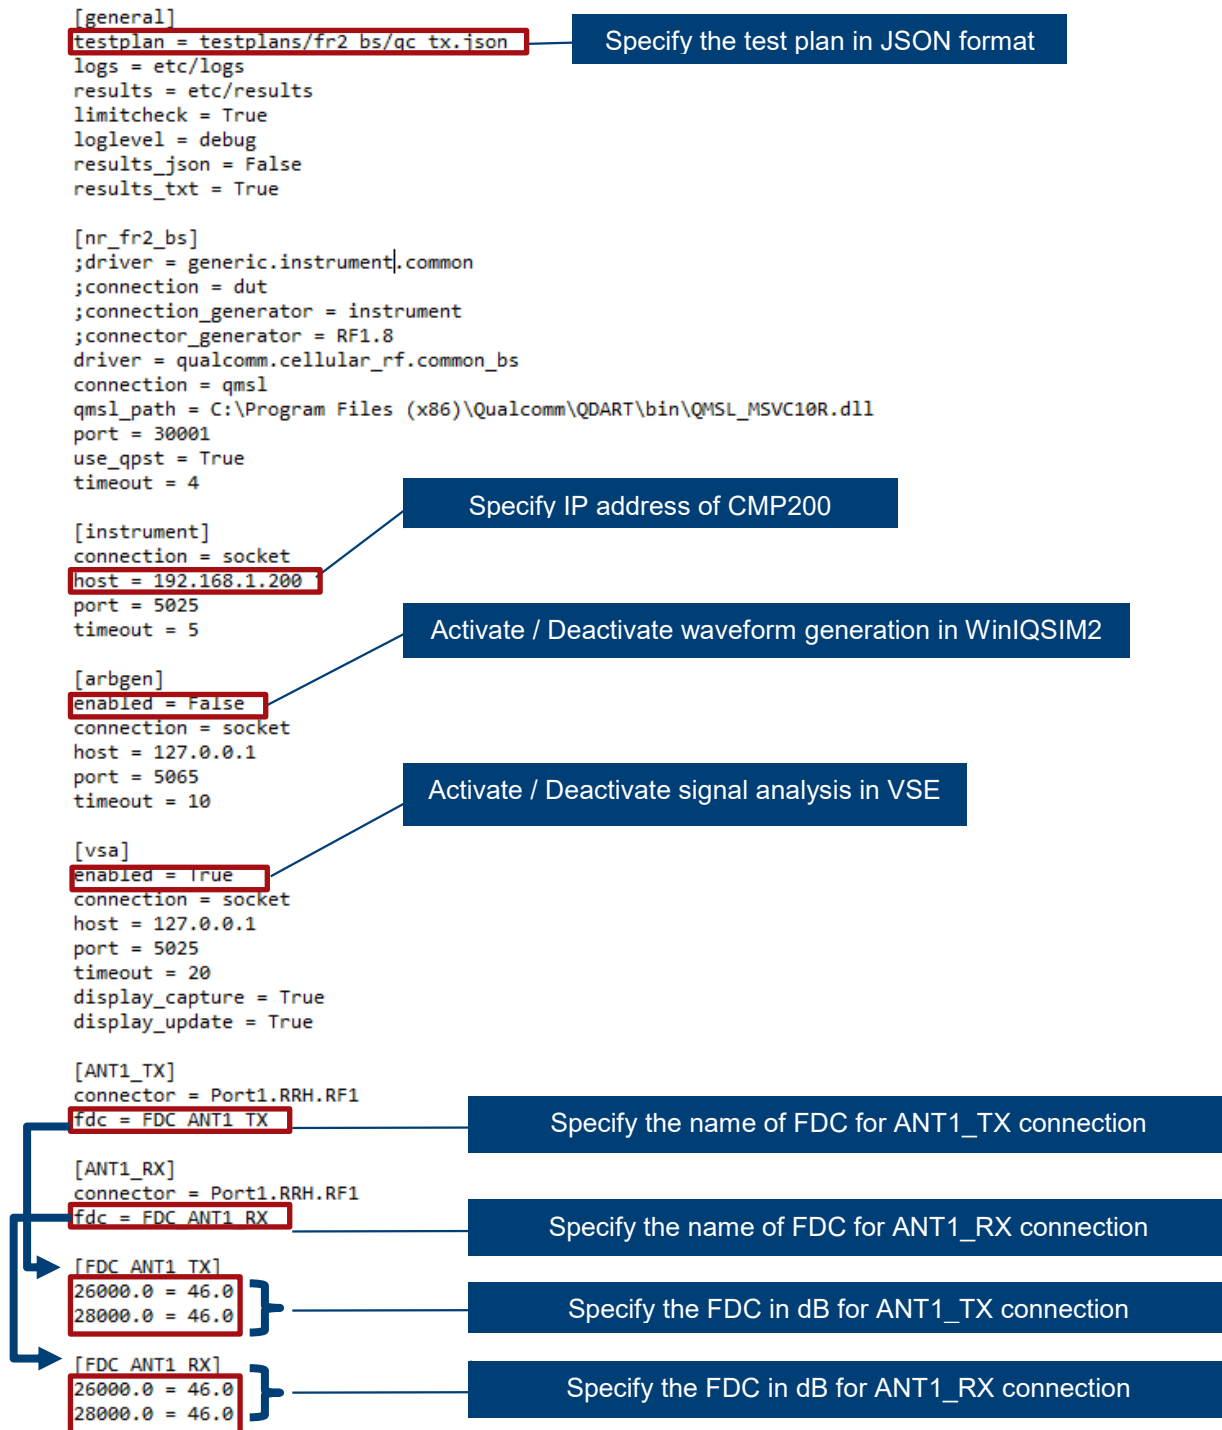 [general]
testplan = testplans/fr2_bs/qc_tx.json
Specify the test plan in JSON format
logs = etc/logs
results = etc/results
limitcheck = True
loglevel = debug
results_json = False
results_txt = True
[nr_fr2_bs]
;driver = generic.instrument.common
;connection = dut
;connection_generator = instrument
;connector_generator = RF1.8
driver = qualcomm.cellular_rf.common_bs
connection = qmsl
qmsl_path = C:\Program Files (x86)\Qualcomm\QDART\bin\QMSL_MSVC10R.dll
port = 30001
use_qpst = True
timeout = 4
Specify IP address of CMP200
[instrument]
connection = socket
host = 192.168.1.200
port = 5025
timeout = 5
Activate / Deactivate waveform generation in WinIQSIM2
[arbgen]
enabled = False
connection = socket
host = 127.0.0.1
port = 5065
timeout = 10
Activate / Deactivate signal analysis in VSE
[vsa]
enabled = True
connection = socket
host = 127.0.0.1
port = 5025
timeout = 20
display_capture = True
display_update = True
[ANT1_TX]
connector = Port1.RRH.RF1
fdc = FDC_ANT1_TX
Specify the name of FDC for ANT1_TX connection
[ANT1_RX]
connector = Port1.RRH.RF1
fdc = FDC_ANT1_RX
Specify the name of FDC for ANT1_RX connection
[FDC_ANT1_TX]
26000.0 = 46.0
28000.0 = 46.0
Specify the FDC in dB for ANT1_TX connection
[FDC_ANT1_RX]
26000.0 = 46.0
28000.0 = 46.0
Specify the FDC in dB for ANT1_RX connection